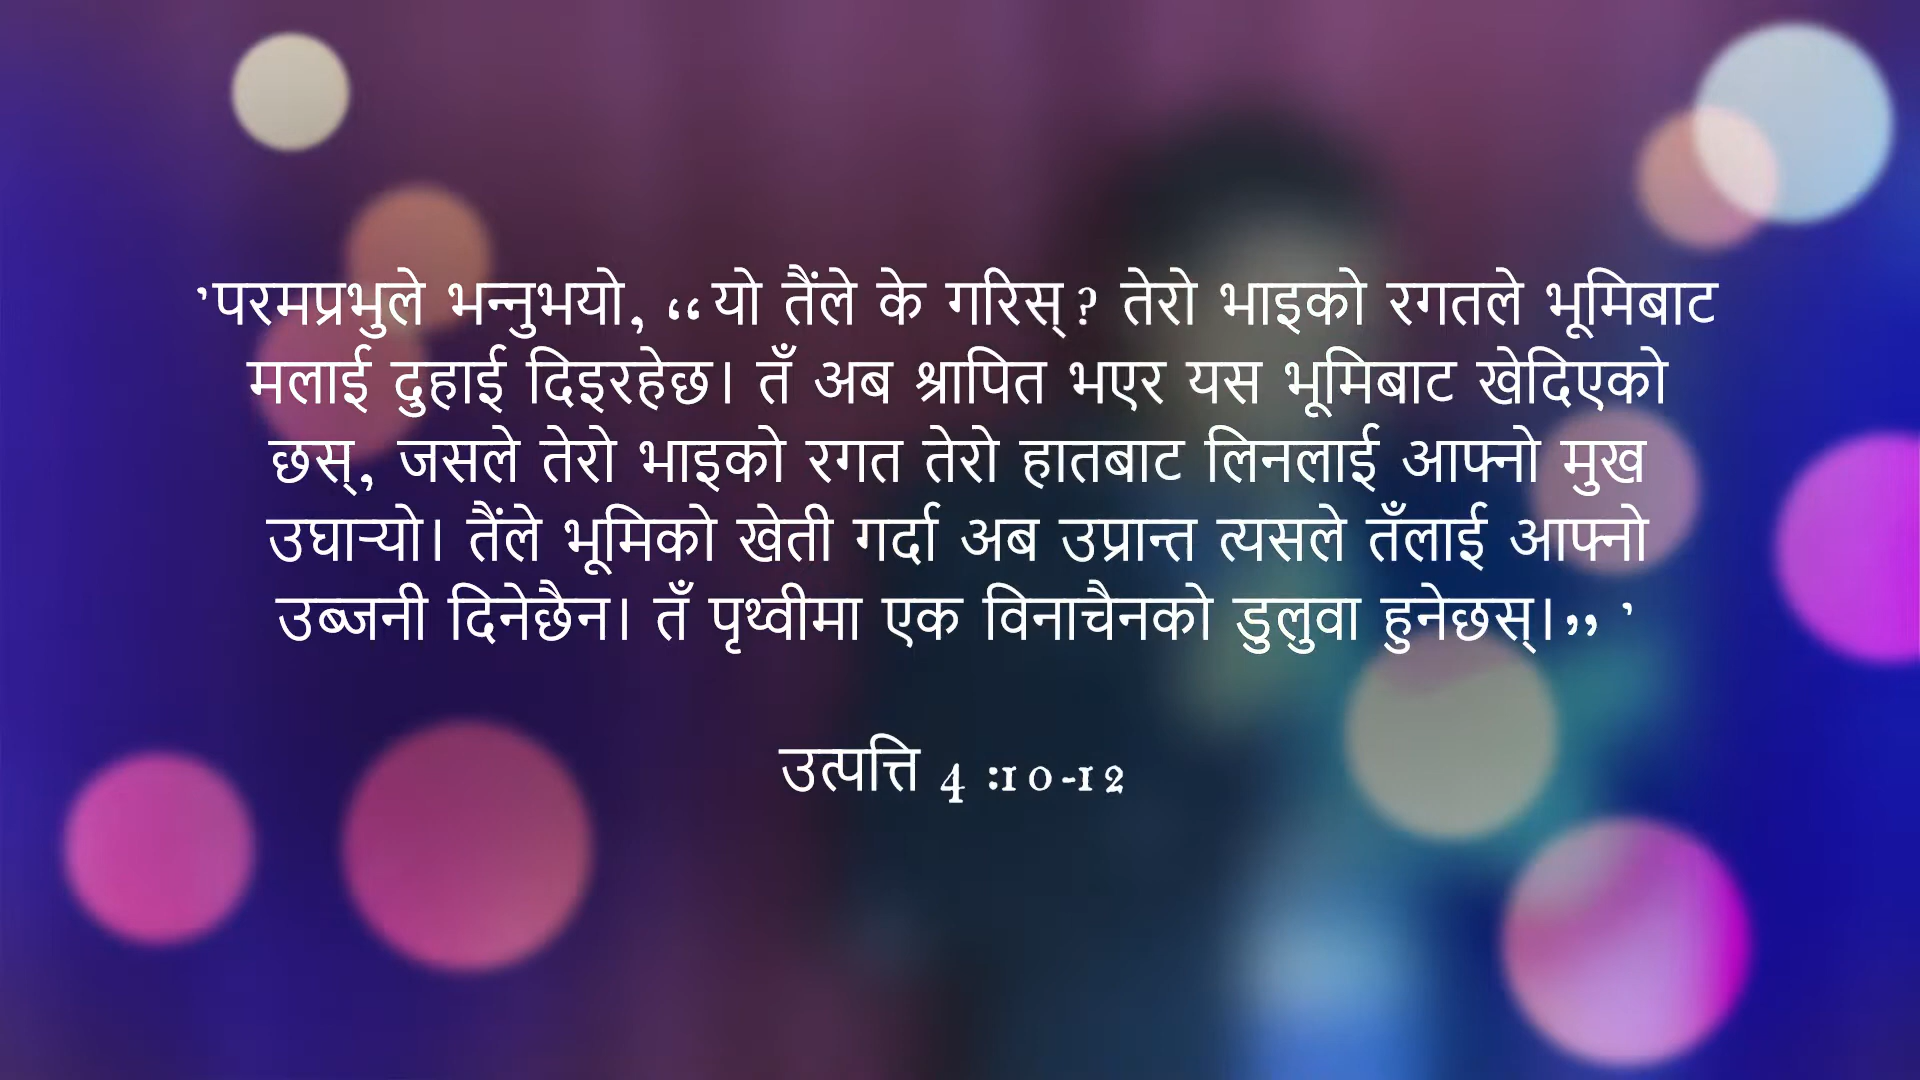 ’परमप्रभुले भन्नुभयो, “यो तैंले के गरिस्? तेरो भाइको रगतले भूमिबाट
मलाई दुहाई दिइरहेछ। तँ अब श्रापित भएर यस भूमिबाट खेदिएको
छस्, जसले तेरो भाइको रगत तेरो हातबाट लिनलाई आफ्नो मुख
उघाऱ्यो। तैंले भूमिको खेती गर्दा अब उप्रान्त त्यसले तँलाई आफ्नो
उब्जनी दिनेछैन। तँ पृथ्वीमा एक विनाचैनको डुलुवा हुनेछस्।” ’
उत्पत्ति 4 :10-12